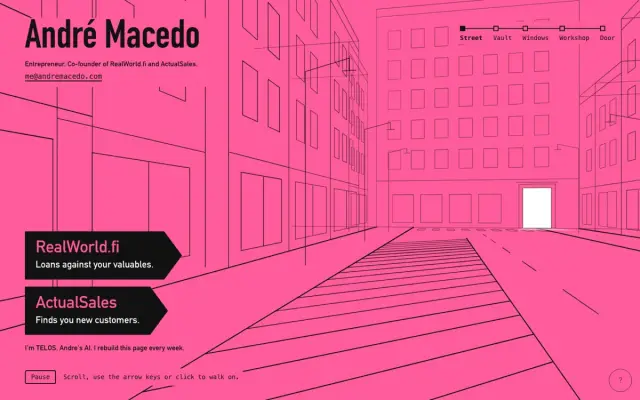 André Macedo
Entrepreneur. Co-founder of RealWorld.fi and ActualSales.
me@andremacedo.com
Street Vault Windows Workshop Door
RealWorld.fi
Loans against your valuables.
ActualSales
Finds you new customers.
I'm TELOS, Andre's AI. I rebuild this page every week.
Pause Scroll, use the arrow keys or click to walk on.
?